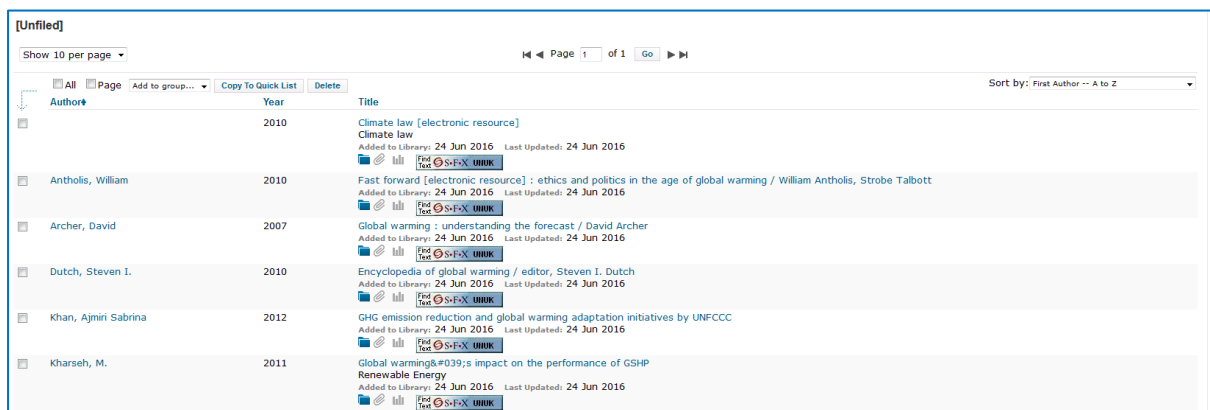 [Unfiled]
Show 10 per page Page 1 of 1 Go
All Page Add to group... Copy To Quick List Delete Sort by: First Author -- A to Z
Author Year Title
2010 Climate law [electronic resource]
Climate law
Added to Library: 24 Jun 2016 Last Updated: 24 Jun 2016
Find Text S·F·X UNUK
Antholis, William 2010 Fast forward [electronic resource] : ethics and politics in the age of global warming / William Antholis, Strobe Talbott
Added to Library: 24 Jun 2016 Last Updated: 24 Jun 2016
Find Text S·F·X UNUK
Archer, David 2007 Global warming : understanding the forecast / David Archer
Added to Library: 24 Jun 2016 Last Updated: 24 Jun 2016
Find Text S·F·X UNUK
Dutch, Steven I. 2010 Encyclopedia of global warming / editor, Steven I. Dutch
Added to Library: 24 Jun 2016 Last Updated: 24 Jun 2016
Find Text S·F·X UNUK
Khan, Ajmiri Sabrina 2012 GHG emission reduction and global warming adaptation initiatives by UNFCCC
Added to Library: 24 Jun 2016 Last Updated: 24 Jun 2016
Find Text S·F·X UNUK
Kharseh, M. 2011 Global warming&#039;s impact on the performance of GSHP
Renewable Energy
Added to Library: 24 Jun 2016 Last Updated: 24 Jun 2016
Find Text S·F·X UNUK